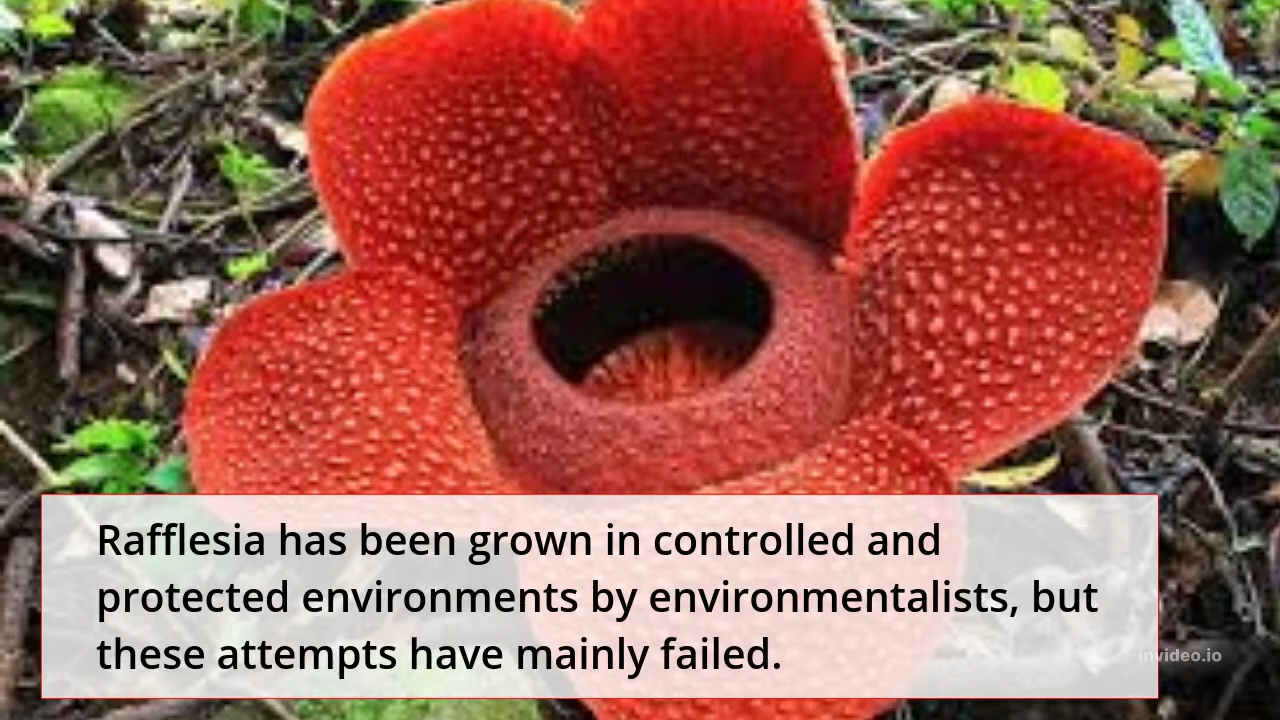 Rafflesia has been grown in controlled and
protected environments by environmentalists, but
these attempts have mainly failed.
invideo.io